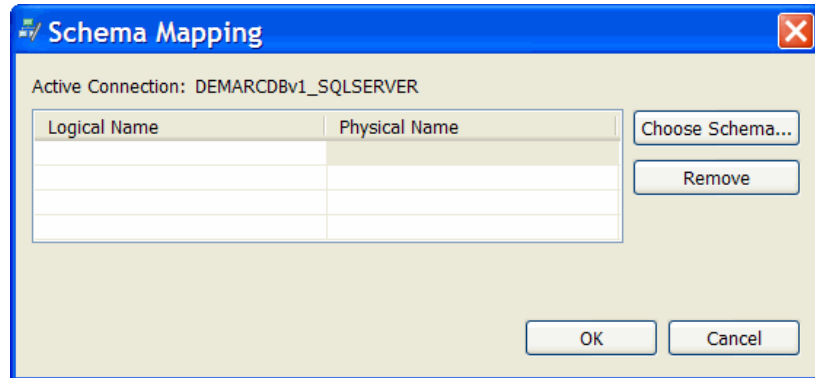 Schema Mapping
Active Connection: DEMARCDBv1_SQLSERVER
Logical Name Physical Name
Choose Schema...
Remove
OK Cancel